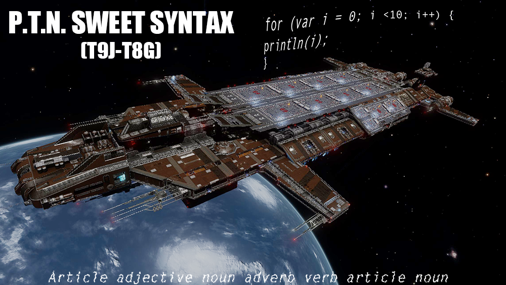 P.T.N. SWEET SYNTAX
(T9J-T8G)
for (var i = 0; i <10; i++) {
println(i);
}
Article adjective noun adverb verb article noun